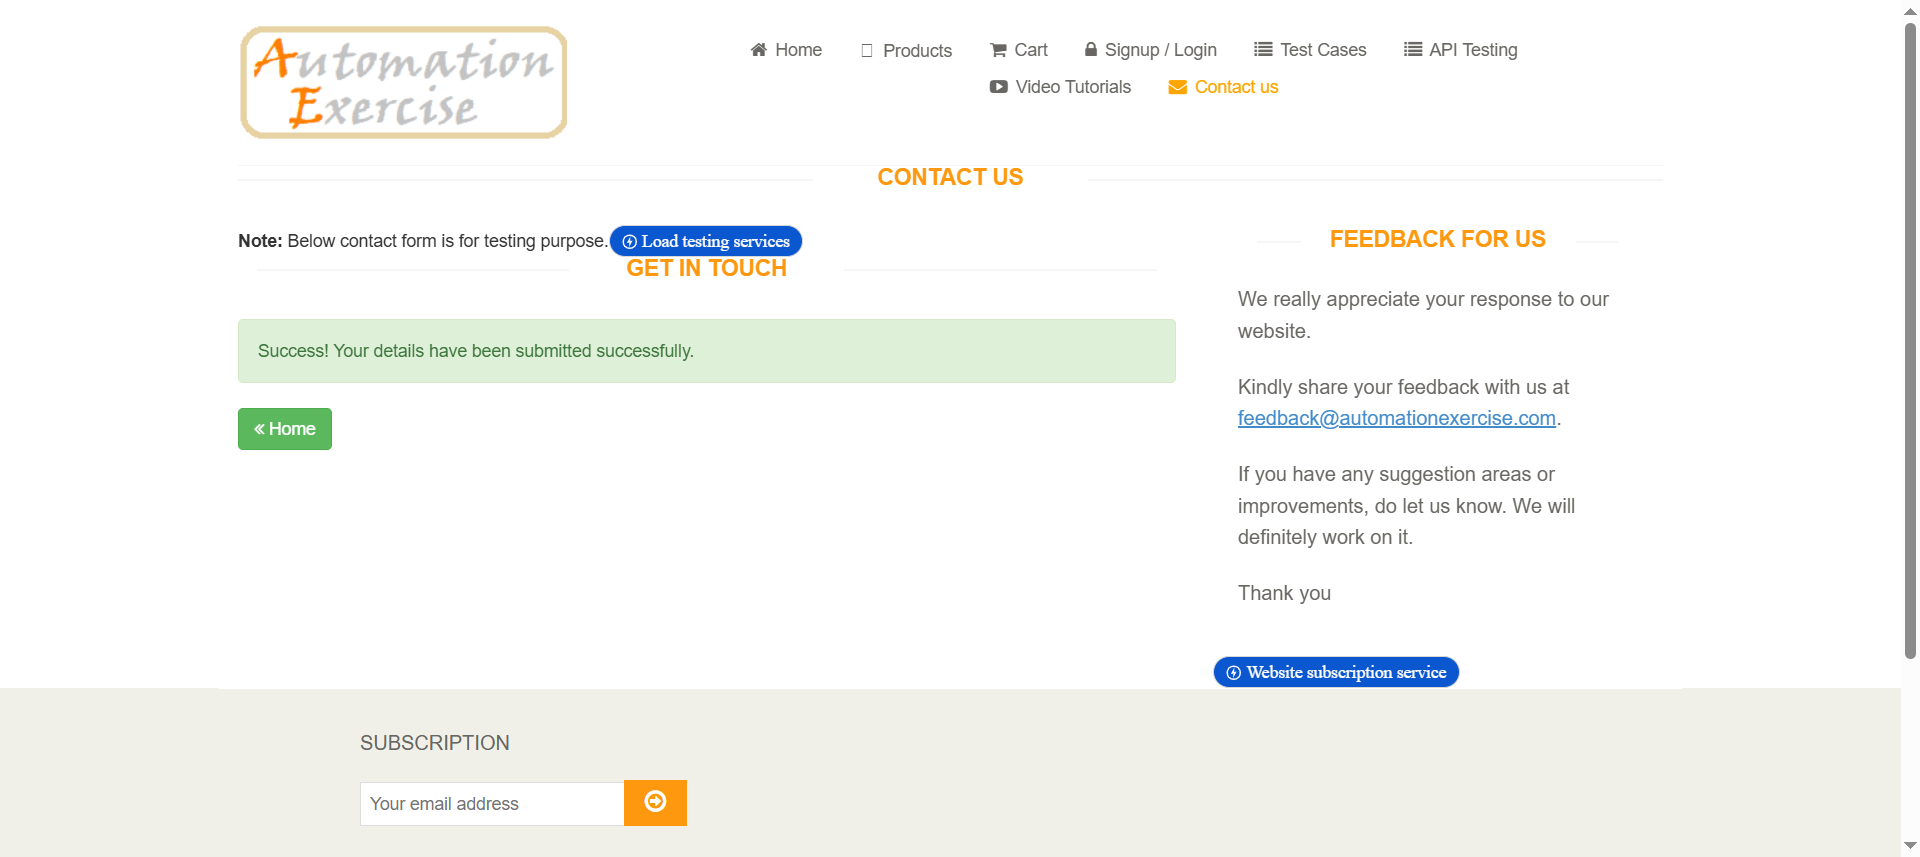 Automation
Exercise
Home
Products
Cart
Signup / Login
Test Cases
API Testing
Video Tutorials
Contact us
CONTACT US
Note: Below contact form is for testing purpose.
Load testing services
GET IN TOUCH
Success! Your details have been submitted successfully.
Home
FEEDBACK FOR US
We really appreciate your response to our
website.
Kindly share your feedback with us at
feedback@automationexercise.com.
If you have any suggestion areas or
improvements, do let us know. We will
definitely work on it.
Thank you
Website subscription service
SUBSCRIPTION
Your email address